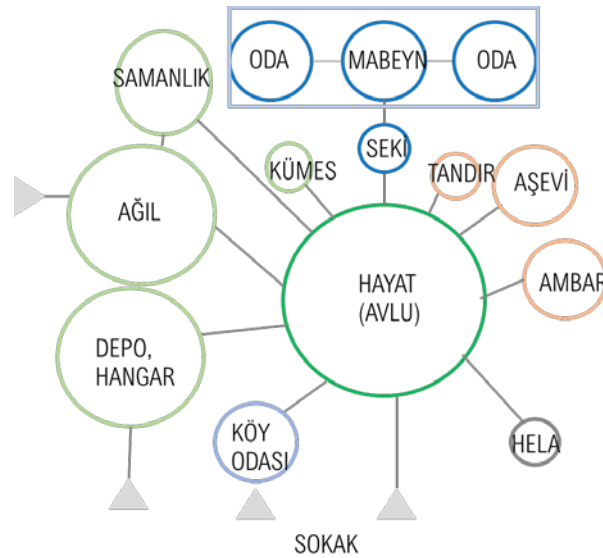 ODA
MABEYN
ODA
SAMANLIK
SEKİ
KÜMES
TANDIR
AŞEVİ
AĞIL
HAYAT
(AVLU)
AMBAR
DEPO,
HANGAR
KÖY
ODASI
HELA
SOKAK